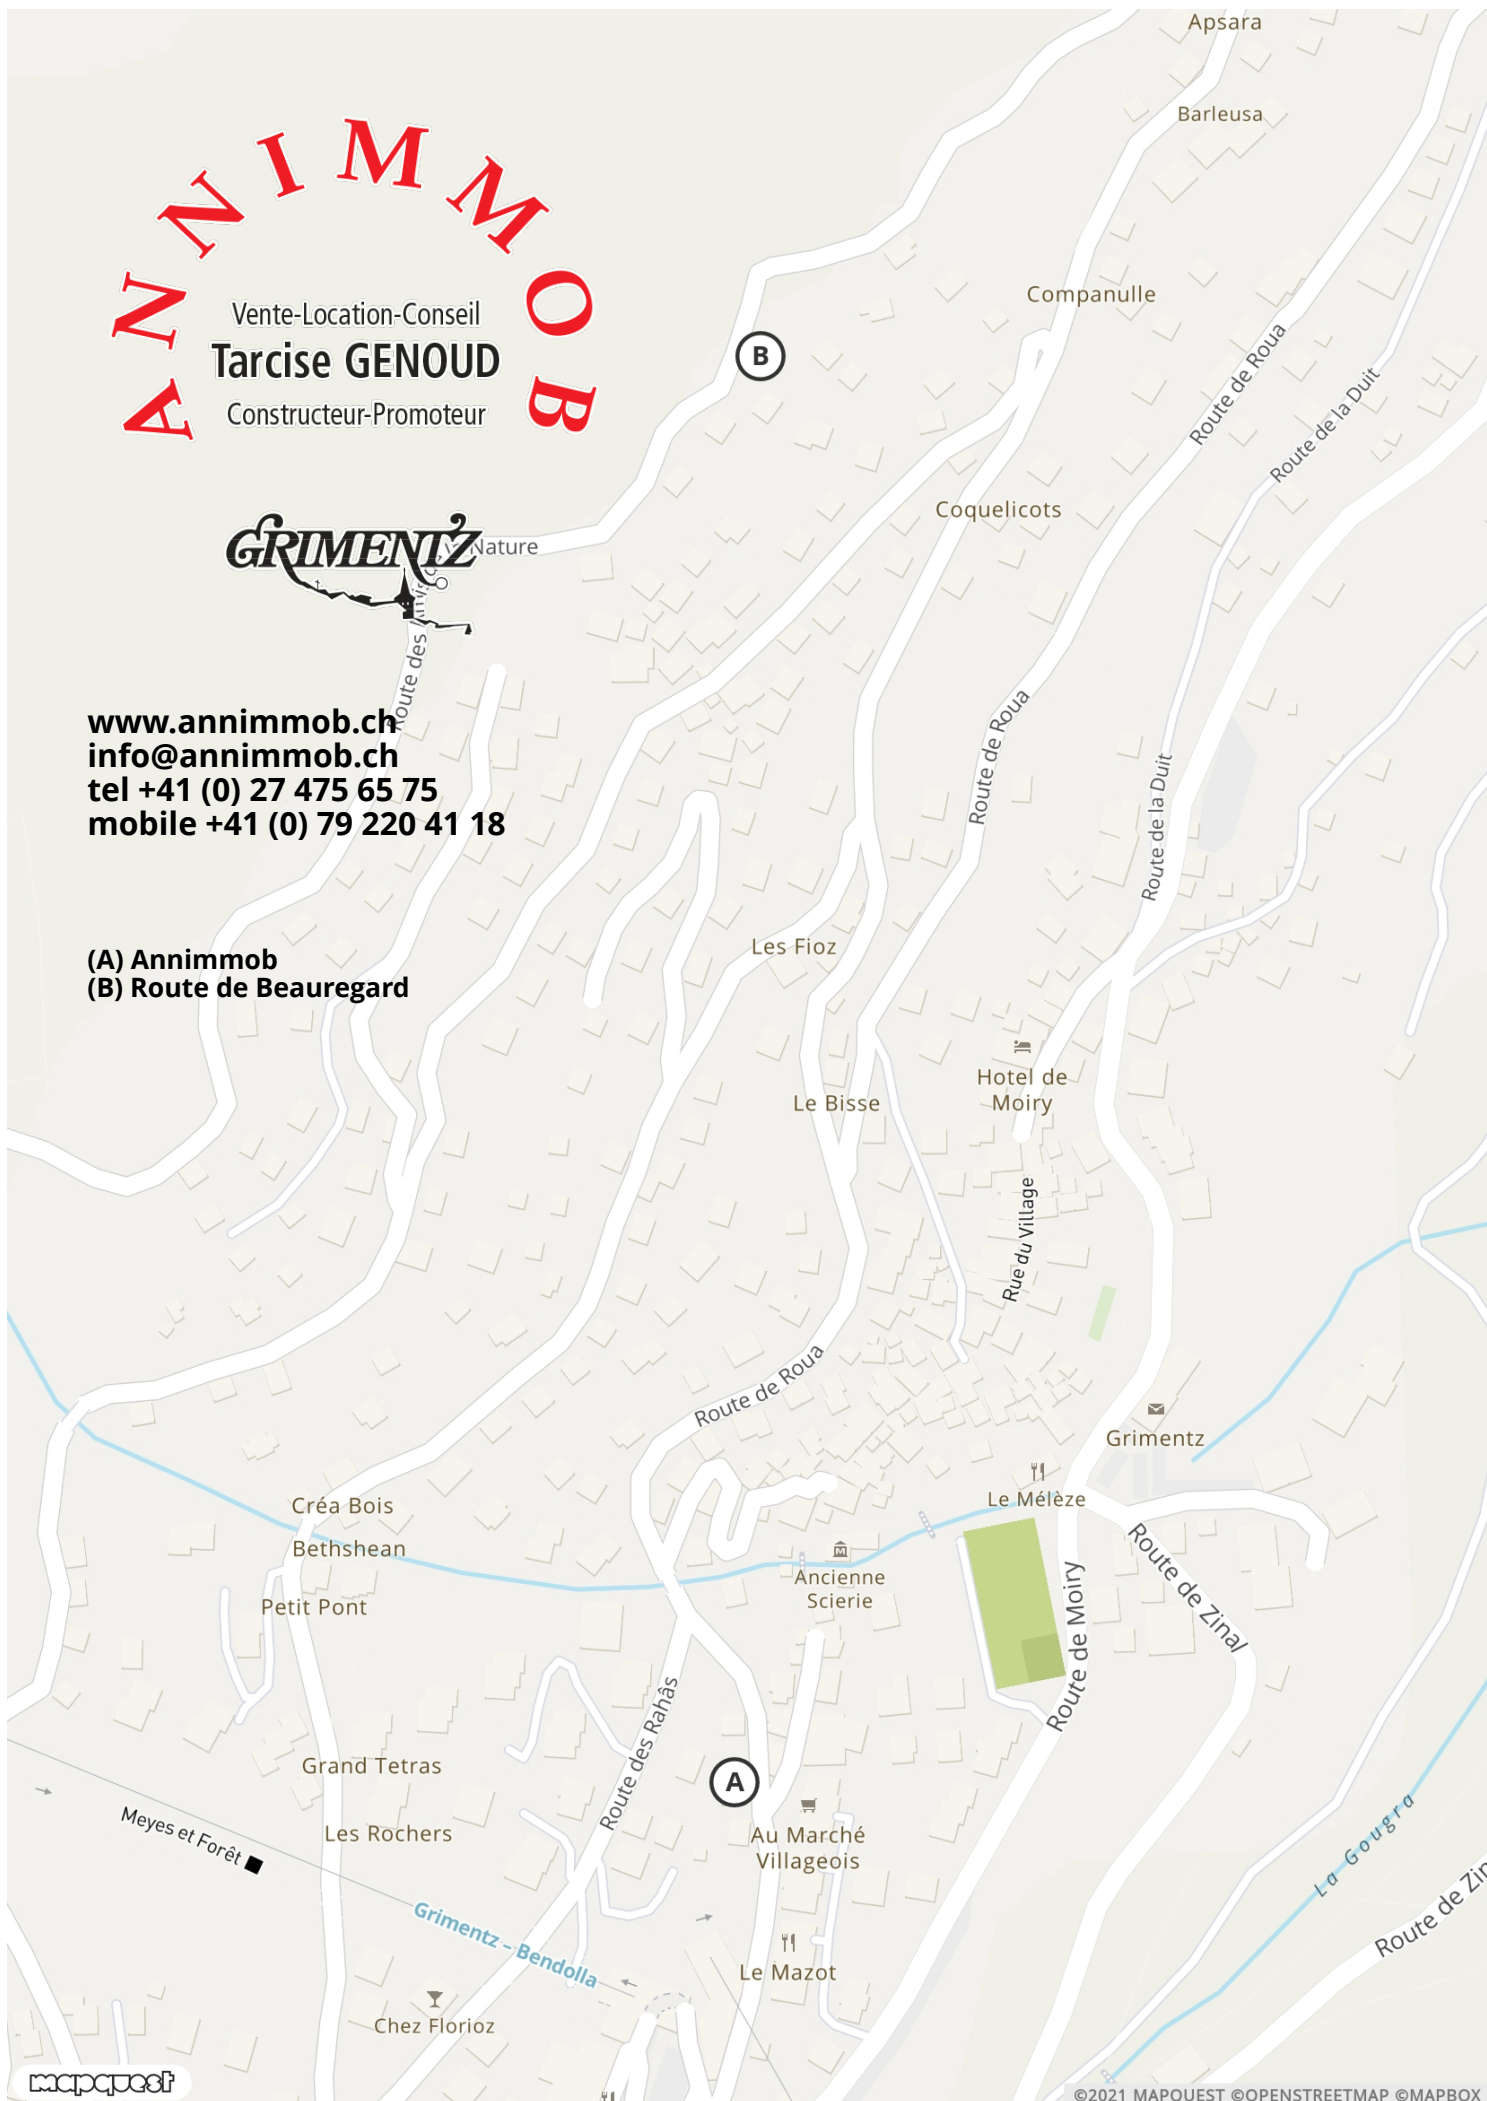 Apsara
Barleusa
ANNIMMOB
Vente-Location-Conseil
Tarcise GENOUD
Constructeur-Promoteur
Companulle
B
Route de Roua
Route de la Duit
Coquelicots
GRIMENTZ
Nature
Route des
www.annimmob.ch
info@annimmob.ch
tel +41 (0) 27 475 65 75
mobile +41 (0) 79 220 41 18
Route de Roua
Route de la Duit
(A) Annimmob
(B) Route de Beauregard
Les Fioz
Hotel de
Moiry
Le Bisse
Rue du Village
Route de Roua
Grimentz
Le Mélèze
Créa Bois
Bethshean
Petit Pont
M
Ancienne
Scierie
Route de Moiry
Route de Zinal
Route des Rahâs
Grand Tetras
A
Meyes et Forêt
Les Rochers
Au Marché
Villageois
La Gougra
Grimentz – Bendolla
Route de Zin
Le Mazot
Chez Florioz
mapquest
©2021 MAPQUEST ©OPENSTREETMAP ©MAPBOX